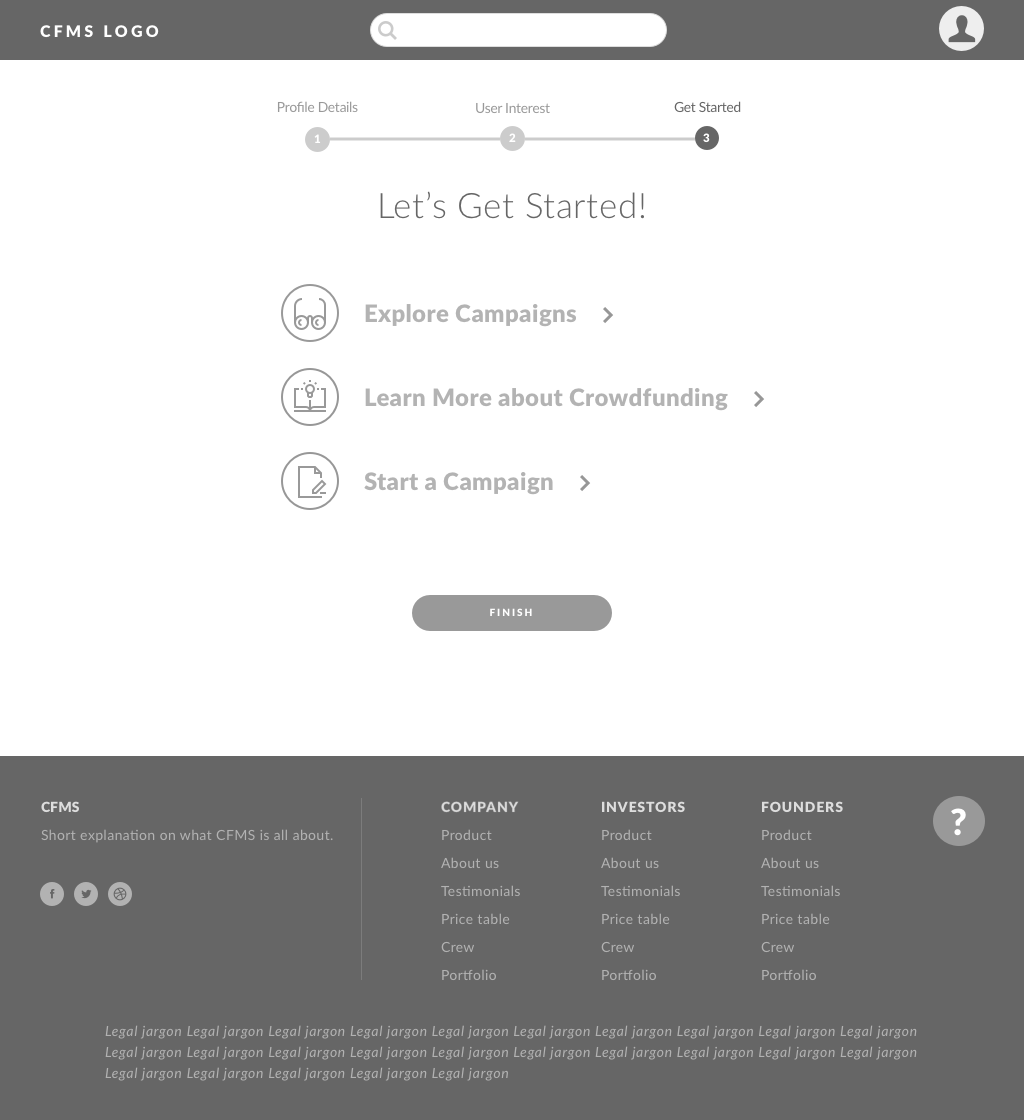 CFMS LOGO
Profile Details
User Interest
Get Started
1
2
3
Let’s Get Started!
Explore Campaigns
Learn More about Crowdfunding
Start a Campaign
FINISH
CFMS
Short explanation on what CFMS is all about.
COMPANY
Product
About us
Testimonials
Price table
Crew
Portfolio
INVESTORS
Product
About us
Testimonials
Price table
Crew
Portfolio
FOUNDERS
Product
About us
Testimonials
Price table
Crew
Portfolio
?
Legal jargon Legal jargon Legal jargon Legal jargon Legal jargon Legal jargon Legal jargon Legal jargon Legal jargon Legal jargon
Legal jargon Legal jargon Legal jargon Legal jargon Legal jargon Legal jargon Legal jargon Legal jargon Legal jargon Legal jargon
Legal jargon Legal jargon Legal jargon Legal jargon Legal jargon